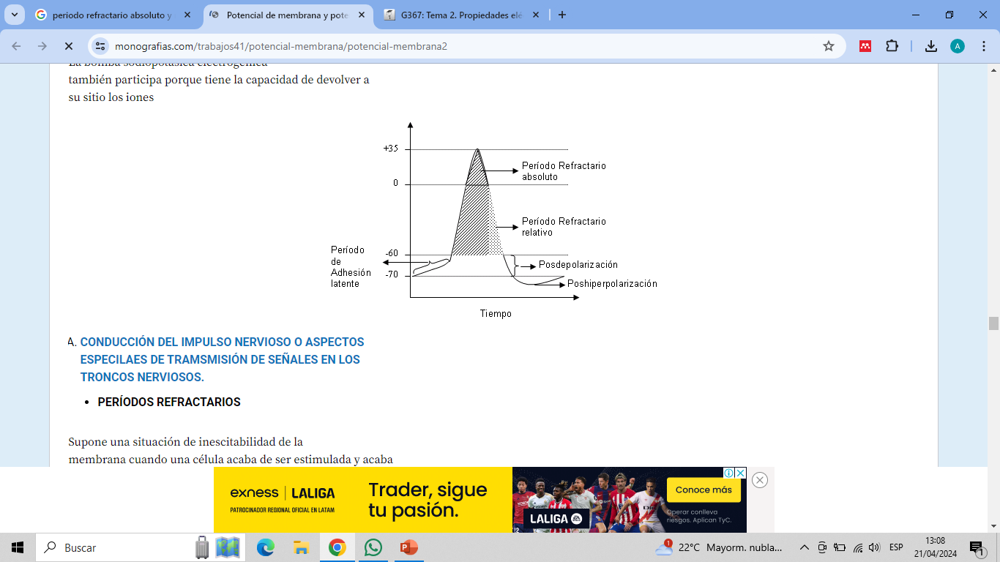 periodo refractario absoluto y
Potencial de membrana y pote
G367: Tema 2. Propiedades elé
monografias.com/trabajos41/potencial-membrana/potencial-membrana2
A
La bomba sodiopotásica electrogénica
también participa porque tiene la capacidad de devolver a
su sitio los iones
+35
Período Refractario
absoluto
0
Período Refractario
relativo
Período
de
Adhesión
latente
-60
Posdepolarización
-70
Poshiperpolarización
Tiempo
A. CONDUCCIÓN DEL IMPULSO NERVIOSO O ASPECTOS
ESPECILAES DE TRAMSMISIÓN DE SEÑALES EN LOS
TRONCOS NERVIOSOS.
• PERÍODOS REFRACTARIOS
Supone una situación de inescitabilidad de la
membrana cuando una célula acaba de ser estimulada y acaba
exness | LALIGA
PATROCINADOR REGIONAL OFICIAL EN LATAM
Trader, sigue
tu pasión.
LALIGA
Conoce más
Operar conlleva
riesgos. Aplican TyC.
Buscar
1
22°C Mayorm. nubla...
ESP
13:08
21/04/2024
1